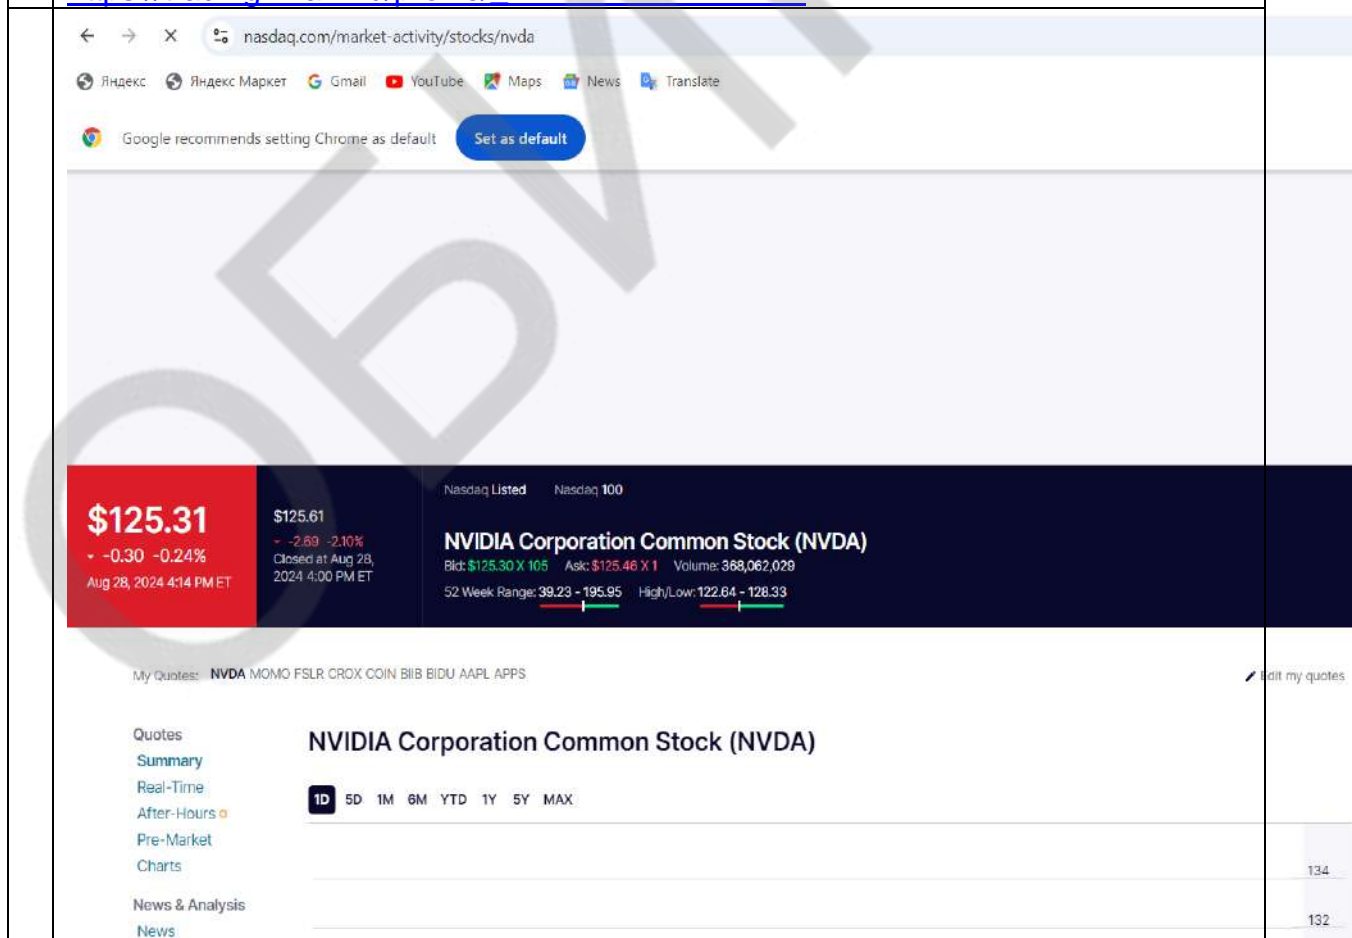 nasdaq.com/market-activity/stocks/nvda
Яндекс Яндекс Маркет Gmail YouTube Maps News Translate
Google recommends setting Chrome as default Set as default
Nasdaq Listed Nasdaq 100
$125.31
-0.30 -0.24%
Aug 28, 2024 4:14 PM ET
$125.61
-2.69 -2.10%
Closed at Aug 28,
2024 4:00 PM ET
NVIDIA Corporation Common Stock (NVDA)
Bid: $125.30 X 105 Ask: $125.46 X 1 Volume: 368,062,029
52 Week Range: 39.23 - 195.95 High/Low: 122.64 - 128.33
My Quotes: NVDA MOMO FSLR CROX COIN BIIB BIDU AAPL APPS
Edit my quotes
Quotes
Summary
Real-Time
After-Hours
Pre-Market
Charts
News & Analysis
News
NVIDIA Corporation Common Stock (NVDA)
1D 5D 1M 6M YTD 1Y 5Y MAX
134
132